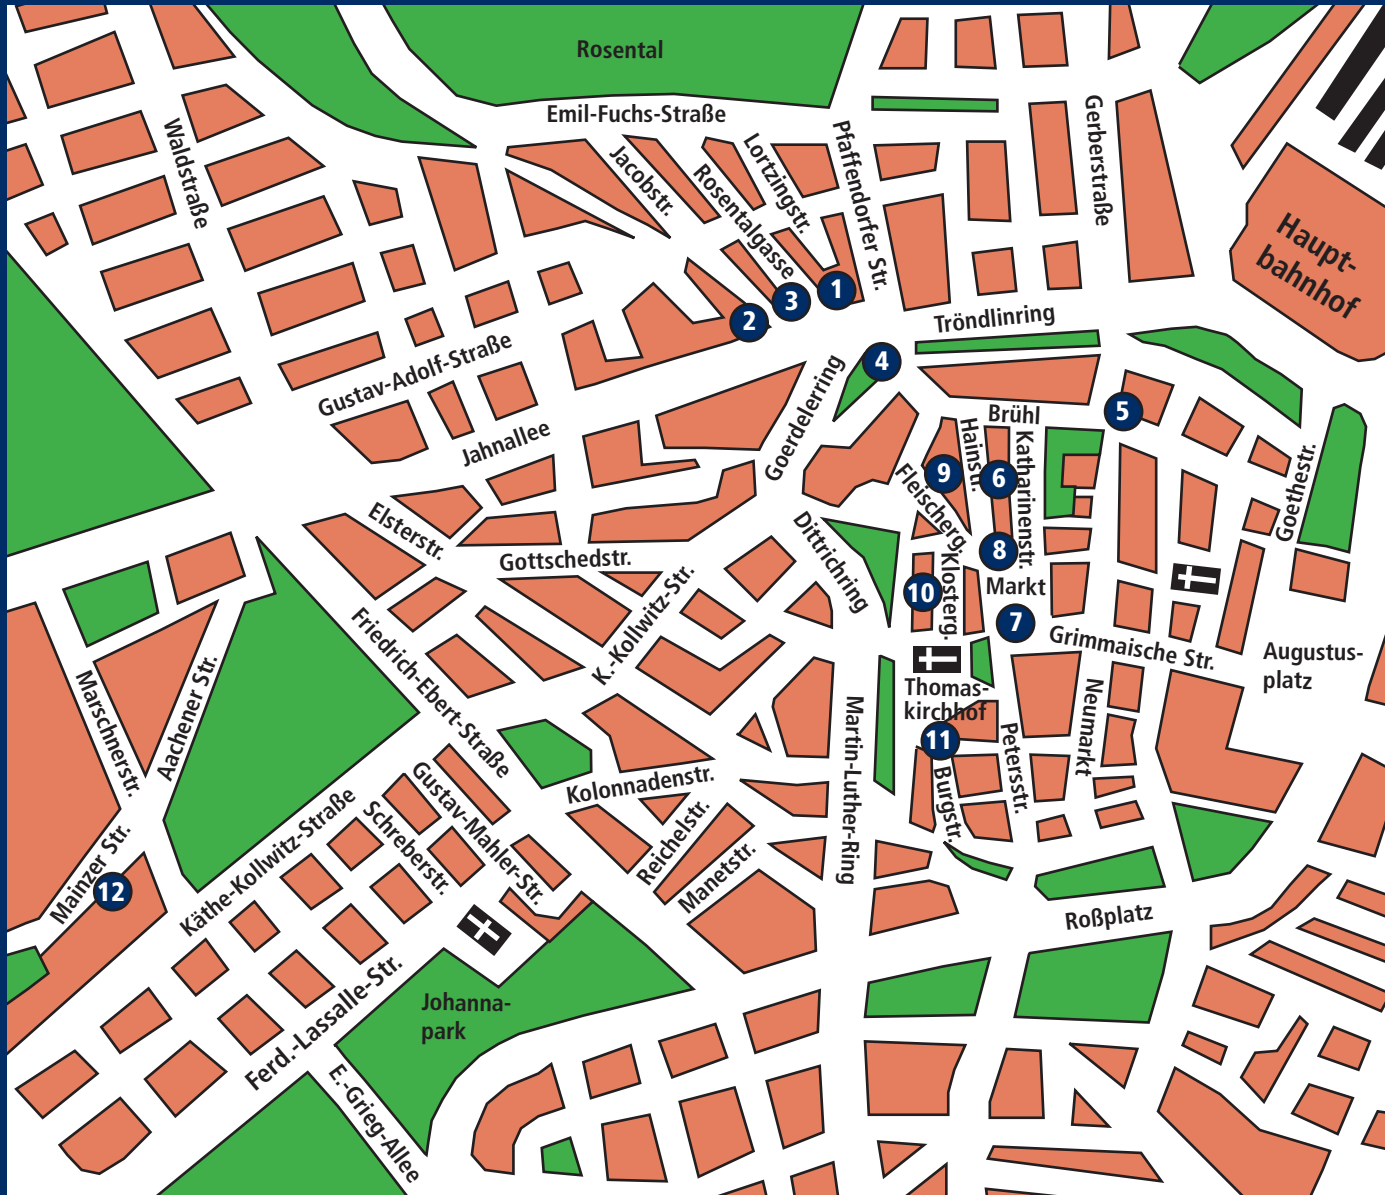 Rosental
Emil-Fuchs-Straße
Waldstraße
Jacobstr.
Rosentalgasse
Lortzingstr.
Pfaffendorfer Str.
Gerberstraße
Haupt-
bahnhof
1
3
2
Tröndlinring
4
Gustav-Adolf-Straße
Goerdelerring
5
Brühl
Jahnallee
Hainstr.
Katharinenstr.
Goethestr.
9
6
Fleischerg.
Elsterstr.
Gottschedstr.
Dittrichring
8
Klosterg.
10
Markt
7
K.-Kollwitz-Str.
Friedrich-Ebert-Straße
Grimmaische Str.
Augustus-
platz
Thomas-
kirchhof
Marschnerstr.
Aachener Str.
Martin-Luther-Ring
11
Petersstr.
Neumarkt
Burgstr.
Kolonnadenstr.
Gustav-Mahler-Str.
Schreberstr.
Käthe-Kollwitz-Straße
Reichelstr.
Manetstr.
Mainzer Str.
12
Roßplatz
Ferd.-Lassalle-Str.
Johanna-
park
E.-Grieg-Allee